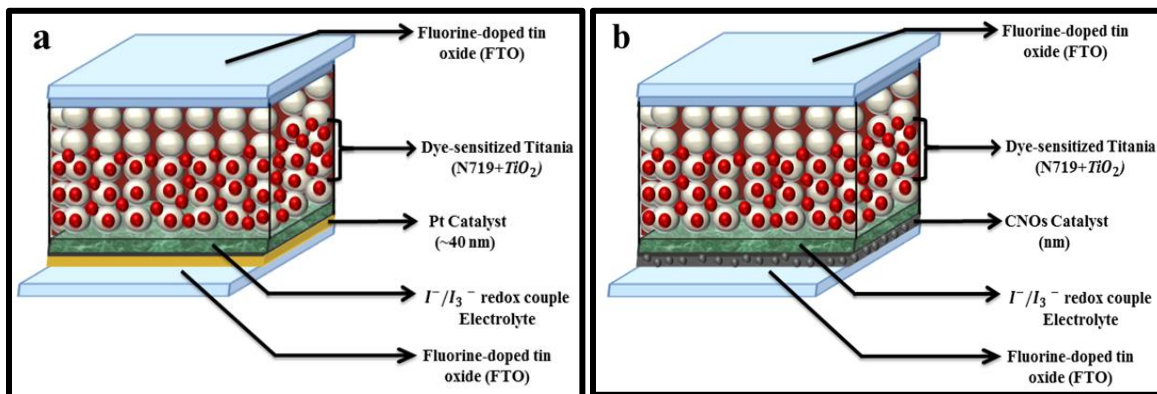 a
Fluorine-doped tin
oxide (FTO)
Dye-sensitized Titania
(N719+TiO₂)
Pt Catalyst
(~40 nm)
I⁻/I₃⁻ redox couple
Electrolyte
Fluorine-doped tin
oxide (FTO)
b
Fluorine-doped tin
oxide (FTO)
Dye-sensitized Titania
(N719+TiO₂)
CNOs Catalyst
(nm)
I⁻/I₃⁻ redox couple
Electrolyte
Fluorine-doped tin
oxide (FTO)